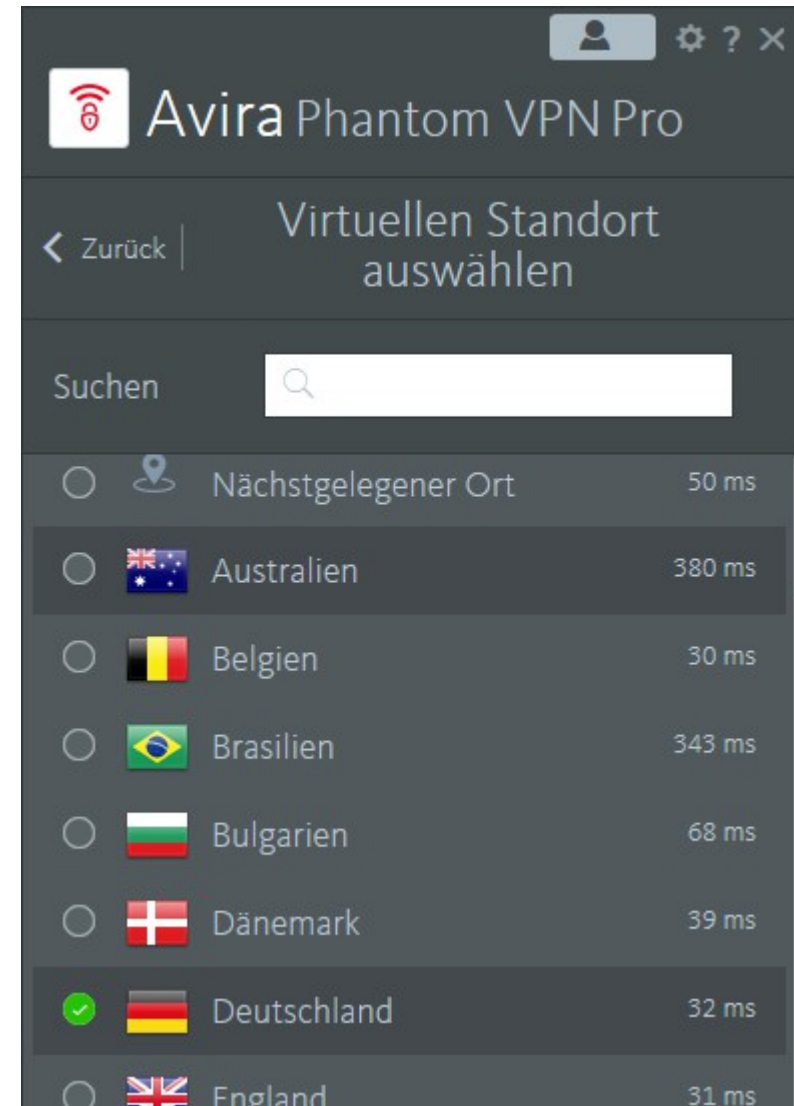 ?
Avira Phantom VPN Pro
Zurück
Virtuellen Standort
auswählen
Suchen
Nächstgelegener Ort 50 ms
Australien 380 ms
Belgien 30 ms
Brasilien 343 ms
Bulgarien 68 ms
Dänemark 39 ms
Deutschland 32 ms
England 31 ms